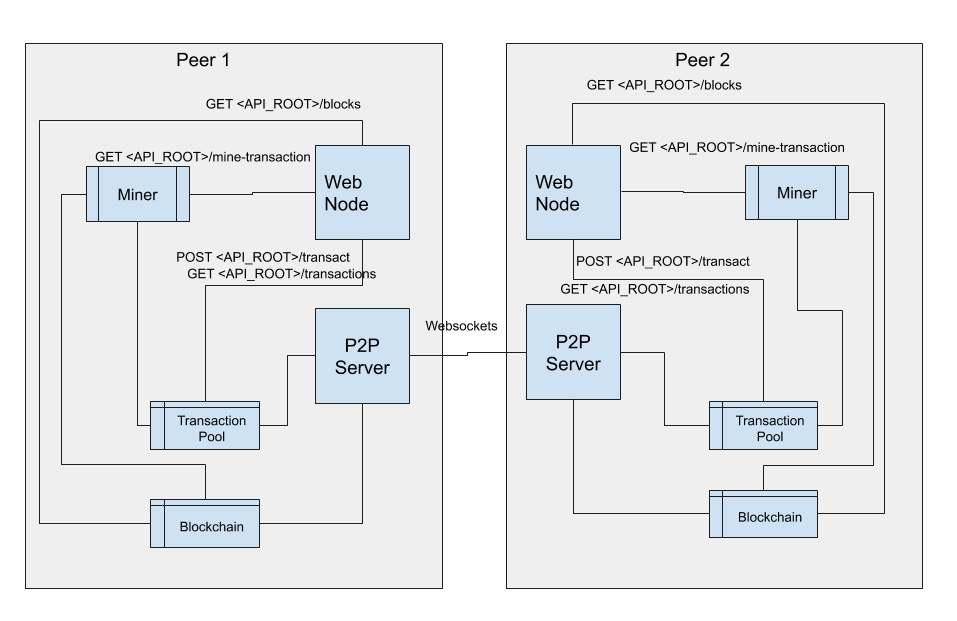 Peer 1
GET <API_ROOT>/blocks
GET <API_ROOT>/mine-transaction
Miner
Web
Node
POST <API_ROOT>/transact
GET <API_ROOT>/transactions
P2P
Server
Transaction
Pool
Blockchain
Websockets
Peer 2
GET <API_ROOT>/blocks
GET <API_ROOT>/mine-transaction
Web
Node
Miner
POST <API_ROOT>/transact
GET <API_ROOT>/transactions
P2P
Server
Transaction
Pool
Blockchain